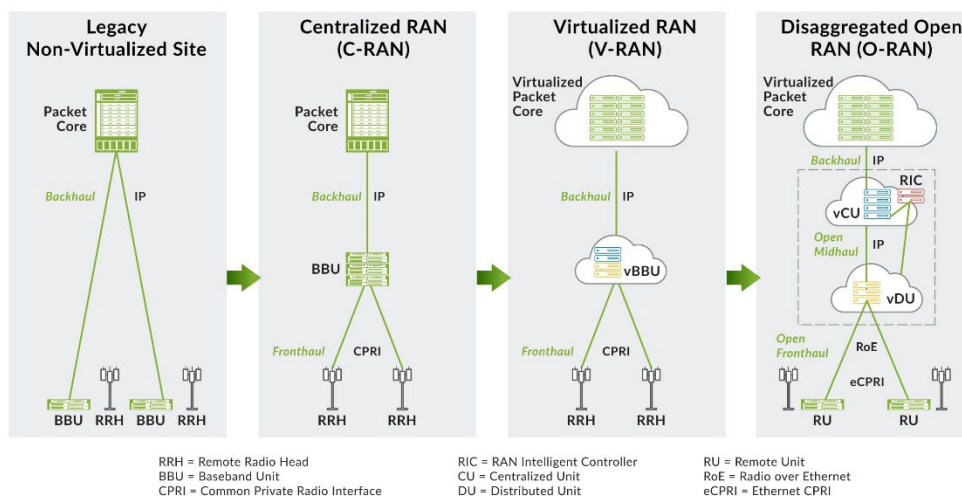 Legacy
Non-Virtualized Site
Packet
Core
Backhaul
IP
BBU
RRH
BBU
RRH
Centralized RAN
(C-RAN)
Packet
Core
Backhaul
IP
BBU
Fronthaul
CPRI
RRH
RRH
Virtualized RAN
(V-RAN)
Virtualized
Packet
Core
Backhaul
IP
vBBU
Fronthaul
CPRI
RRH
RRH
Disaggregated Open
RAN (O-RAN)
Virtualized
Packet
Core
Backhaul
IP
RIC
vCU
Open
Midhaul
IP
vDU
Open
Fronthaul
RoE
eCPRI
RU
RU
RRH = Remote Radio Head
BBU = Baseband Unit
CPRI = Common Private Radio Interface
RIC = RAN Intelligent Controller
CU = Centralized Unit
DU = Distributed Unit
RU = Remote Unit
RoE = Radio over Ethernet
eCPRI = Ethernet CPRI